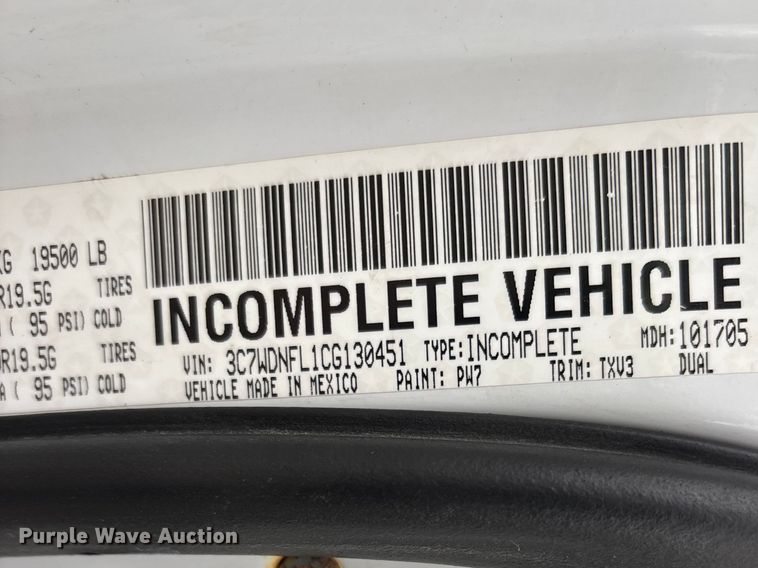 KG 19500 LB
R19.5G TIRES
( 95 PSI) COLD
R19.5G TIRES
A ( 95 PSI) COLD
INCOMPLETE VEHICLE
VIN: 3C7WDNFL1CG130451 TYPE: INCOMPLETE MDH: 101705
VEHICLE MADE IN MEXICO PAINT: PW7 TRIM: TXV3 DUAL
Purple Wave Auction